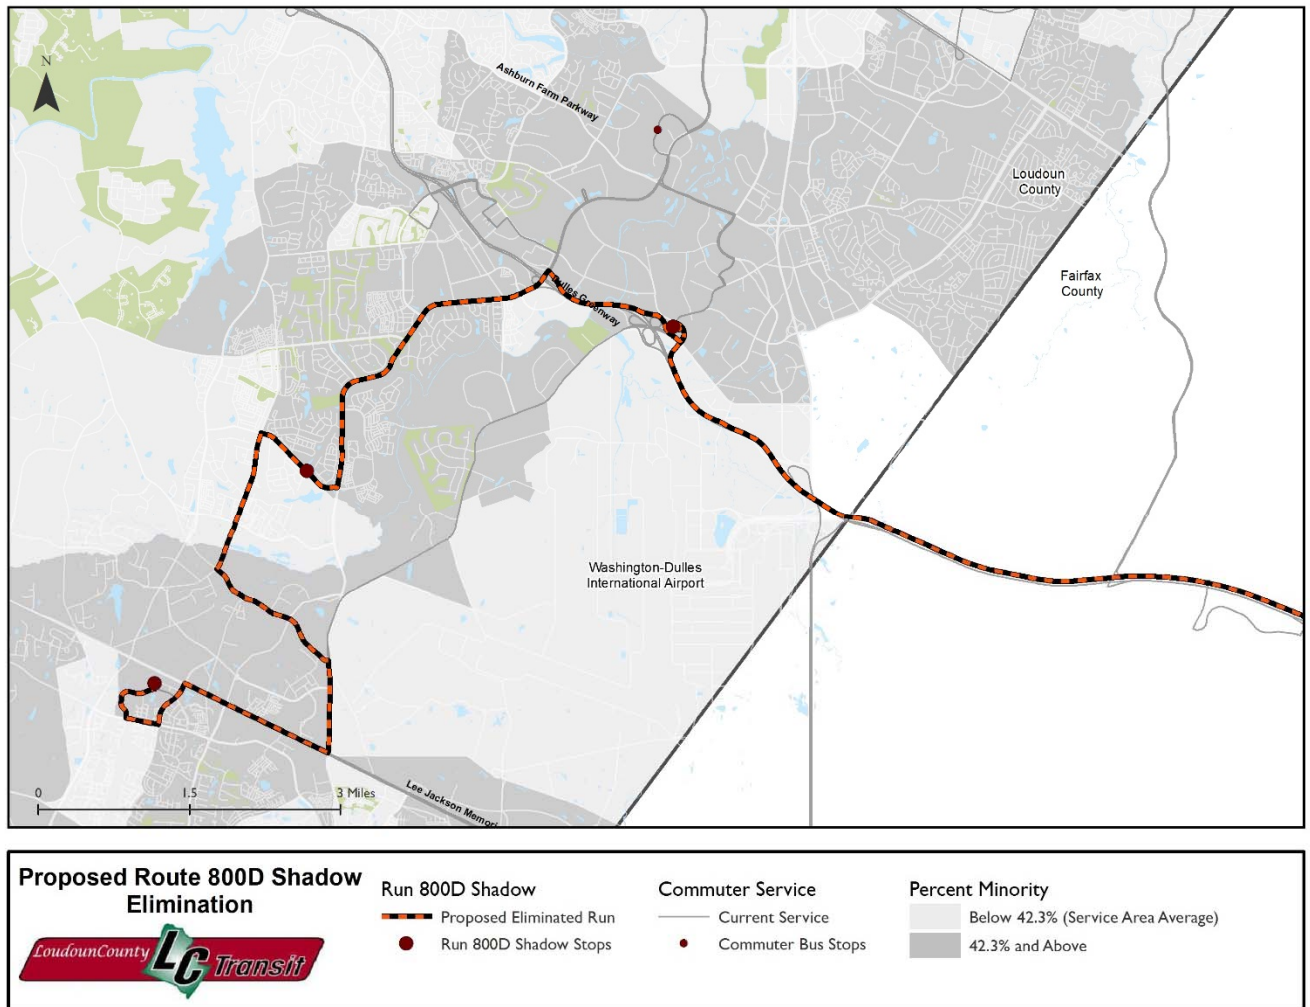 N
Ashburn Farm Parkway
Loudoun
County
Fairfax
County
Dulles Greenway
Washington-Dulles
International Airport
0
1.5
3 Miles
Lee Jackson Memori
Proposed Route 800D Shadow
Elimination
LoudounCounty LC Transit
Run 800D Shadow
Proposed Eliminated Run
Run 800D Shadow Stops
Commuter Service
Current Service
Commuter Bus Stops
Percent Minority
Below 42.3% (Service Area Average)
42.3% and Above